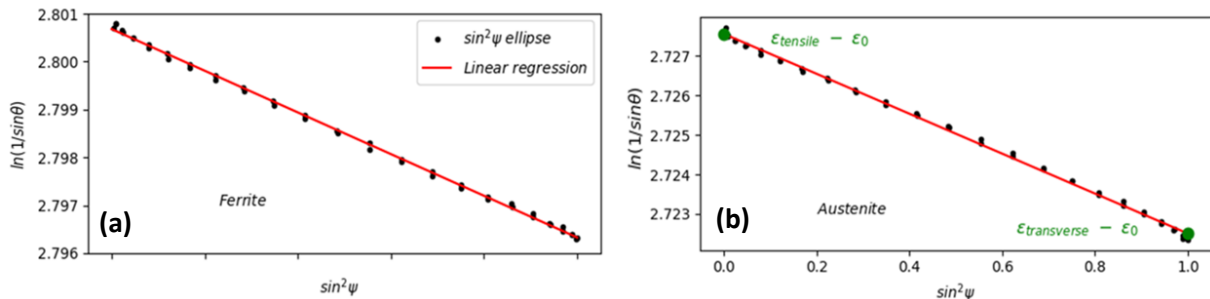 2.801
2.800
2.799
2.798
2.797
2.796
ln(1/sinθ)
sin²ψ ellipse
Linear regression
Ferrite
(a)
sin²ψ
(b)
2.727
2.726
2.725
2.724
2.723
ln(1/sinθ)
ε_tensile − ε₀
Austenite
ε_transverse − ε₀
0.0 0.2 0.4 0.6 0.8 1.0
sin²ψ